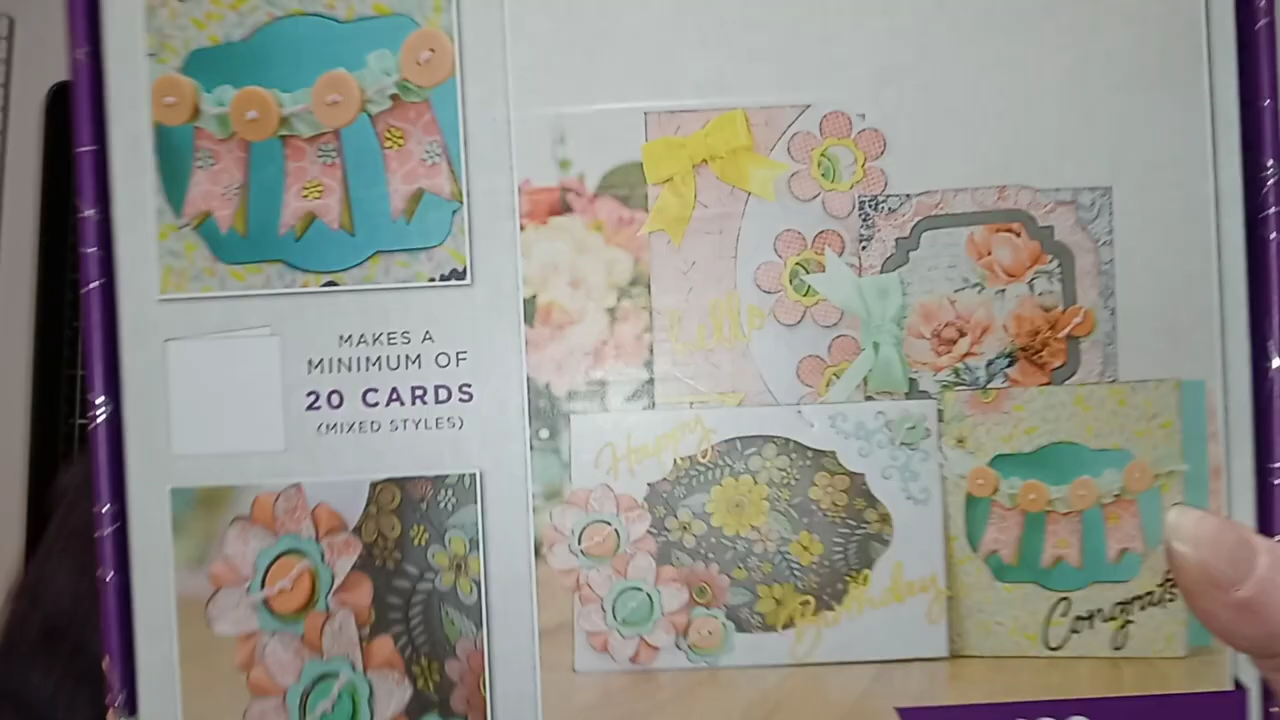 MAKES A
MINIMUM OF
20 CARDS
(MIXED STYLES)
hello
Happy
Birthday
Congrats